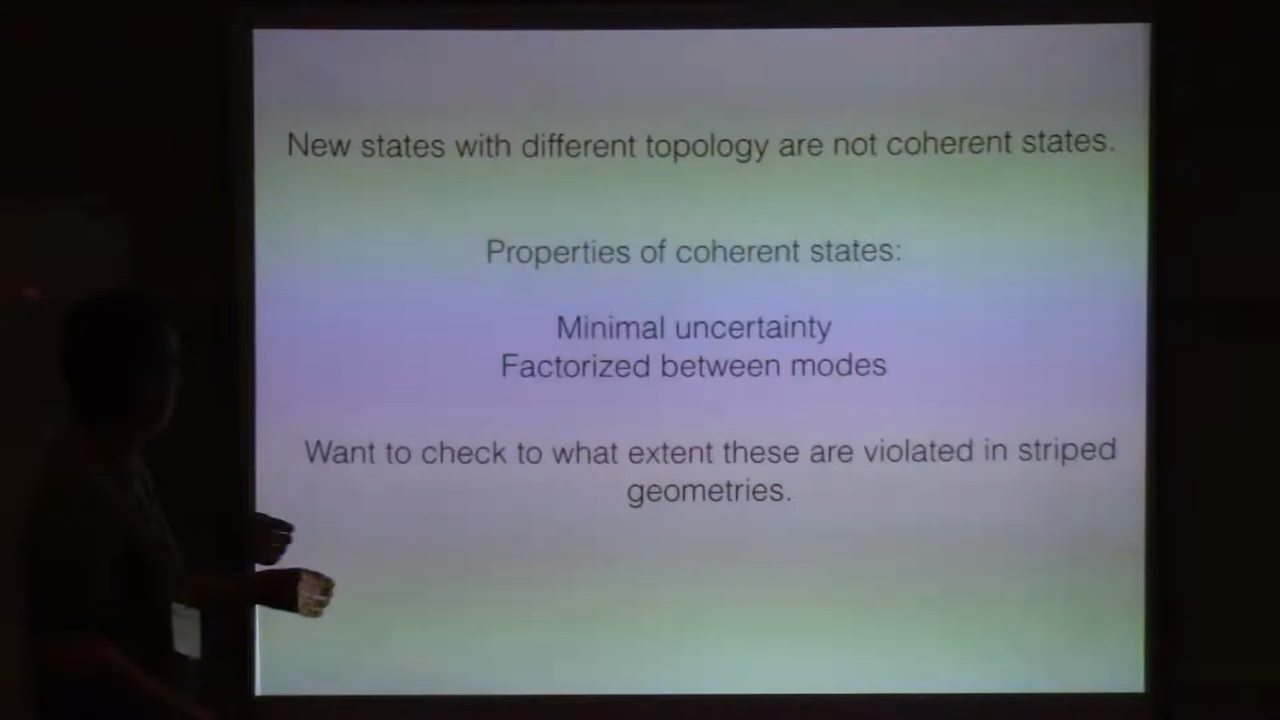 New states with different topology are not coherent states.
Properties of coherent states:
Minimal uncertainty
Factorized between modes
Want to check to what extent these are violated in striped
geometries.